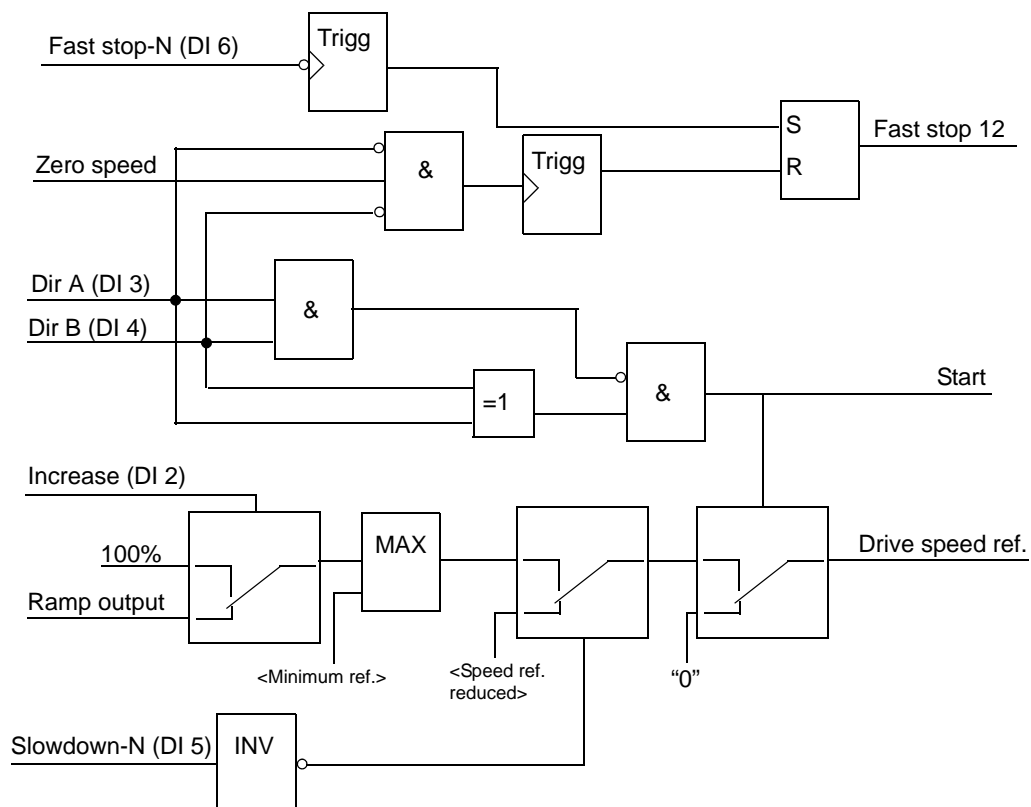 Fast stop-N (DI 6)
Trigg
S
R
Fast stop 12
Zero speed
&
Trigg
Dir A (DI 3)
Dir B (DI 4)
&
=1
&
Start
Increase (DI 2)
100%
Ramp output
MAX
<Minimum ref.>
<Speed ref.
reduced>
“0”
Drive speed ref.
Slowdown-N (DI 5)
INV